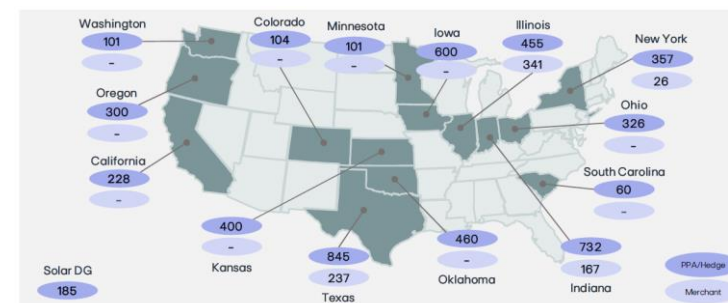 Washington
101
-
Colorado
104
-
Minnesota
101
-
Iowa
600
-
Illinois
455
341
New York
357
26
Oregon
300
-
Ohio
326
-
California
228
-
South Carolina
60
-
400
-
Kansas
845
237
Texas
460
-
Oklahoma
732
167
Indiana
Solar DG
185
PPA/Hedge
Merchant